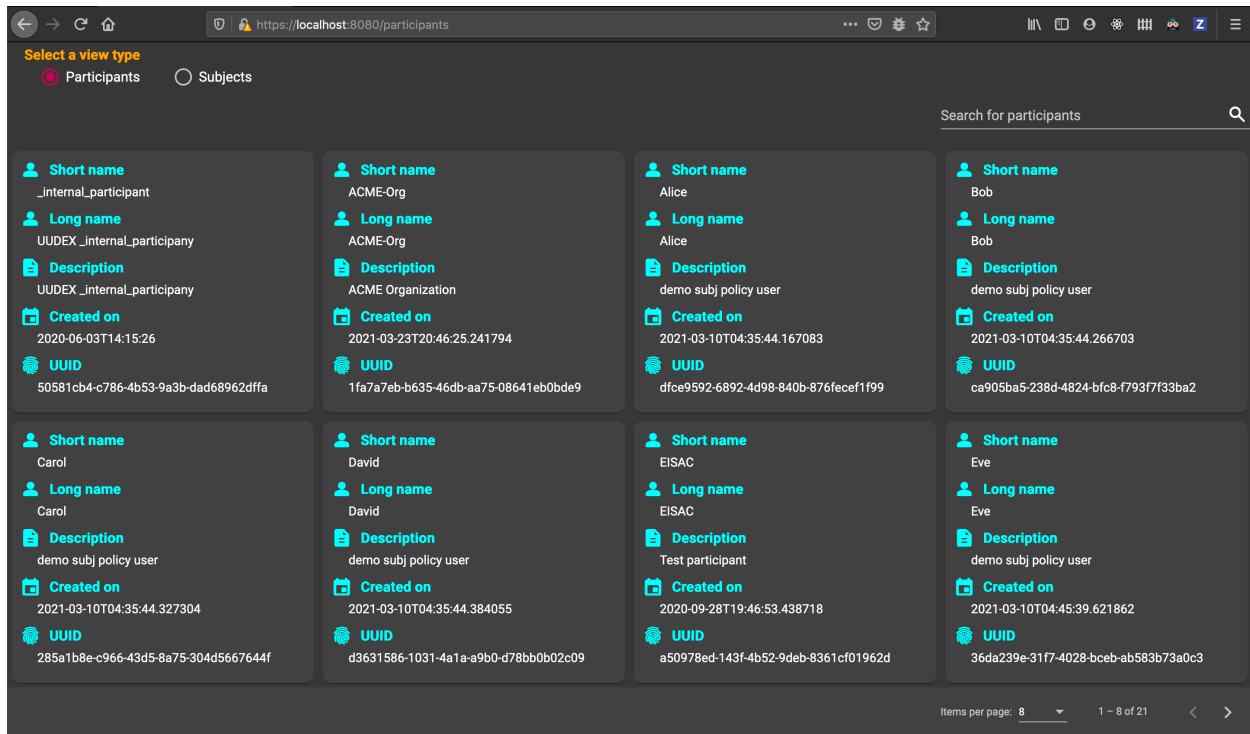 https://localhost:8080/participants
Z
Select a view type
Participants
Subjects
Search for participants
Short name
_internal_participant
Long name
UUDEX _internal_participany
Description
UUDEX _internal_participany
Created on
2020-06-03T14:15:26
UUID
50581cb4-c786-4b53-9a3b-dad68962dffa
Short name
ACME-Org
Long name
ACME-Org
Description
ACME Organization
Created on
2021-03-23T20:46:25.241794
UUID
1fa7a7eb-b635-46db-aa75-08641eb0bde9
Short name
Alice
Long name
Alice
Description
demo subj policy user
Created on
2021-03-10T04:35:44.167083
UUID
dfce9592-6892-4d98-840b-876fecef1f99
Short name
Bob
Long name
Bob
Description
demo subj policy user
Created on
2021-03-10T04:35:44.266703
UUID
ca905ba5-238d-4824-bfc8-f793f7f33ba2
Short name
Carol
Long name
Carol
Description
demo subj policy user
Created on
2021-03-10T04:35:44.327304
UUID
285a1b8e-c966-43d5-8a75-304d5667644f
Short name
David
Long name
David
Description
demo subj policy user
Created on
2021-03-10T04:35:44.384055
UUID
d3631586-1031-4a1a-a9b0-d78bb0b02c09
Short name
EISAC
Long name
EISAC
Description
Test participant
Created on
2020-09-28T19:46:53.438718
UUID
a50978ed-143f-4b52-9deb-8361cf01962d
Short name
Eve
Long name
Eve
Description
demo subj policy user
Created on
2021-03-10T04:45:39.621862
UUID
36da239e-31f7-4028-bceb-ab583b73a0c3
Items per page: 8 1 – 8 of 21